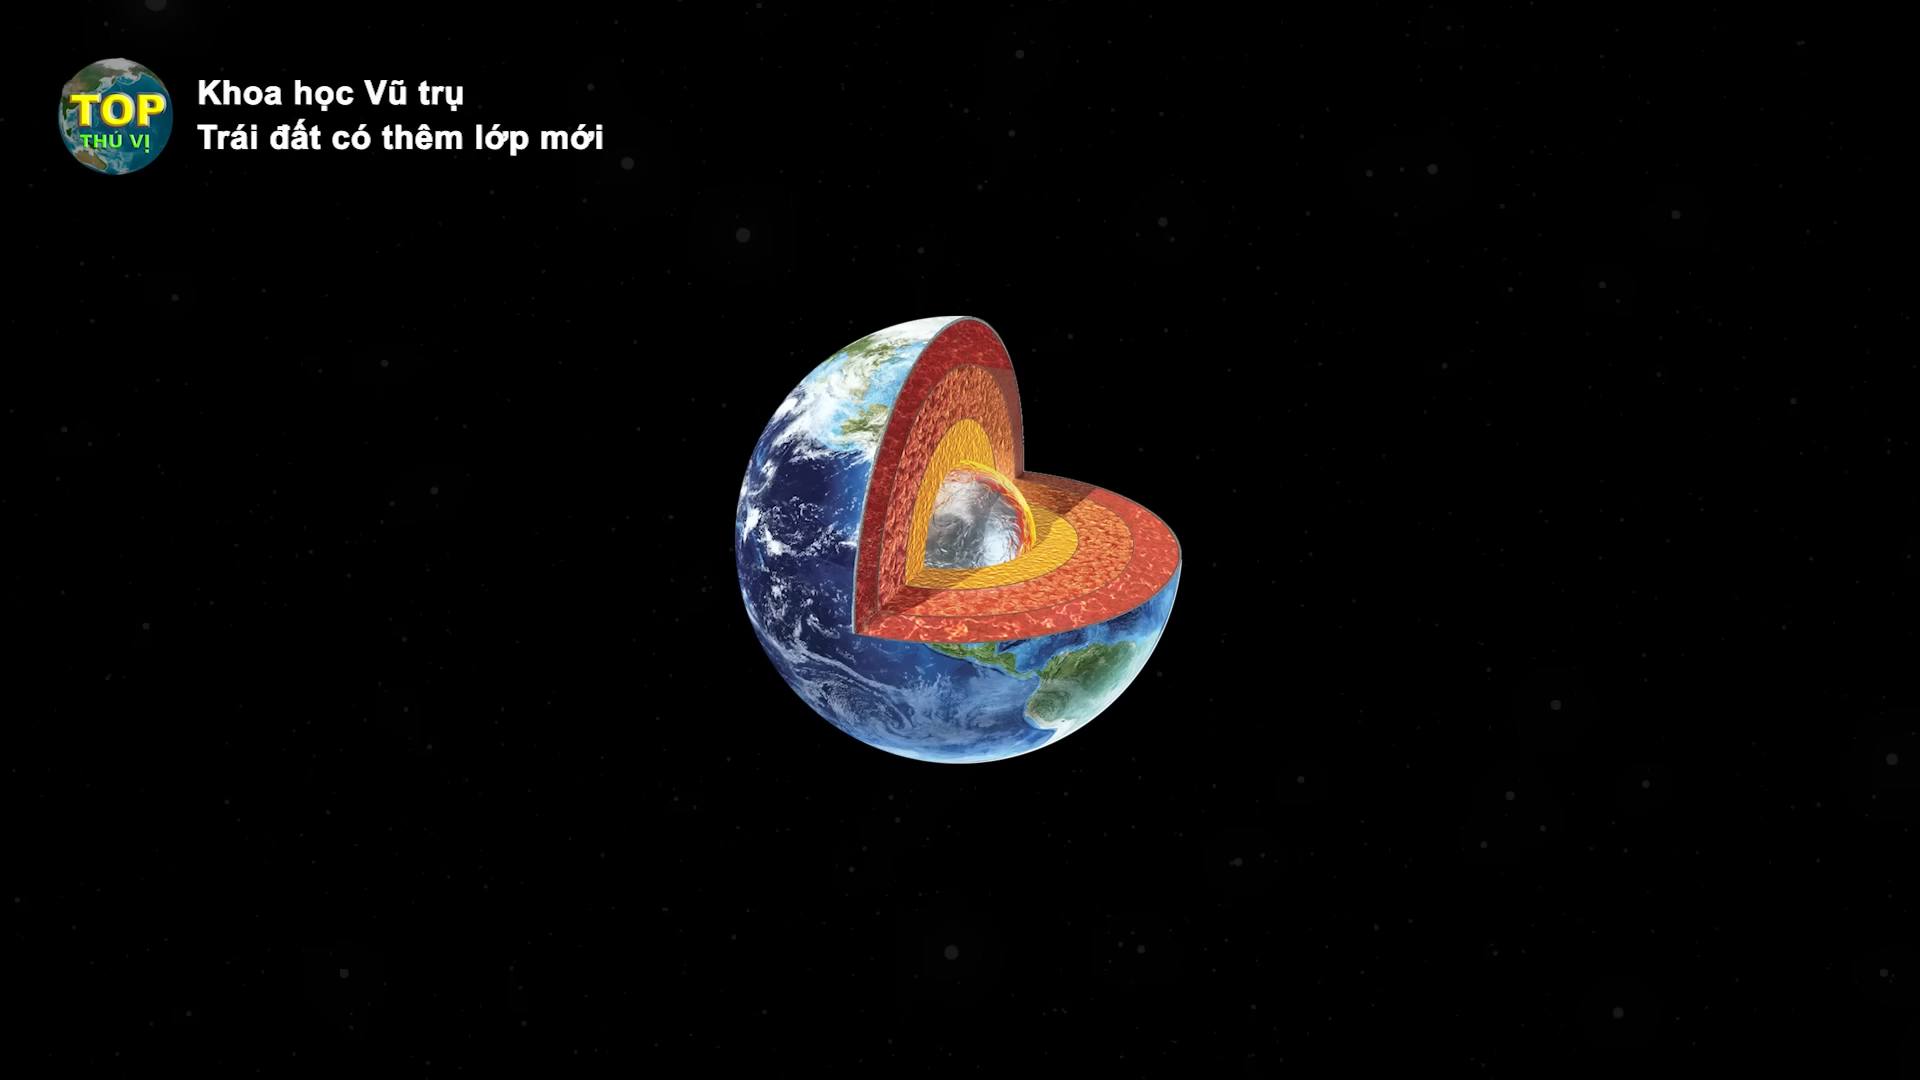 TOP
THÚ VỊ
Khoa học Vũ trụ
Trái đất có thêm lớp mới